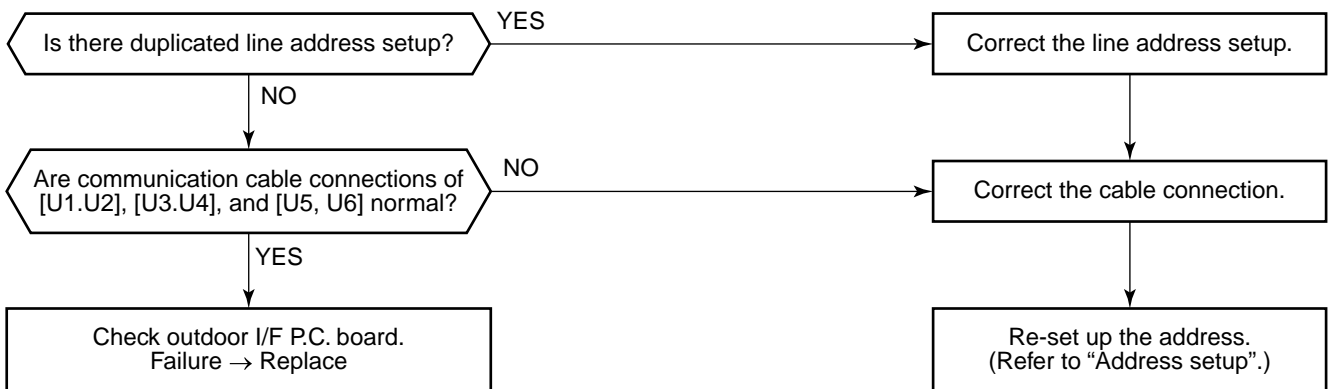 Is there duplicated line address setup?
YES
Correct the line address setup.
NO
Are communication cable connections of
[U1.U2], [U3.U4], and [U5, U6] normal?
NO
Correct the cable connection.
YES
Check outdoor I/F P.C. board.
Failure → Replace
Re-set up the address.
(Refer to “Address setup”.)